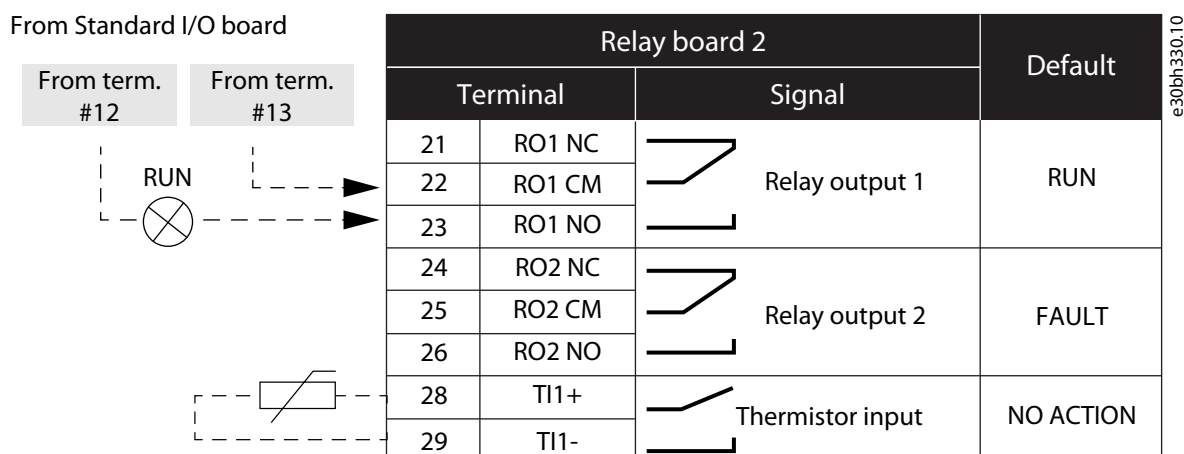 From Standard I/O board
From term.
#12
From term.
#13
RUN
Relay board 2
Default
Terminal
Signal
21
RO1 NC
22
RO1 CM
23
RO1 NO
Relay output 1
RUN
24
RO2 NC
25
RO2 CM
26
RO2 NO
Relay output 2
FAULT
28
TI1+
29
TI1-
Thermistor input
NO ACTION
e30bh330.10